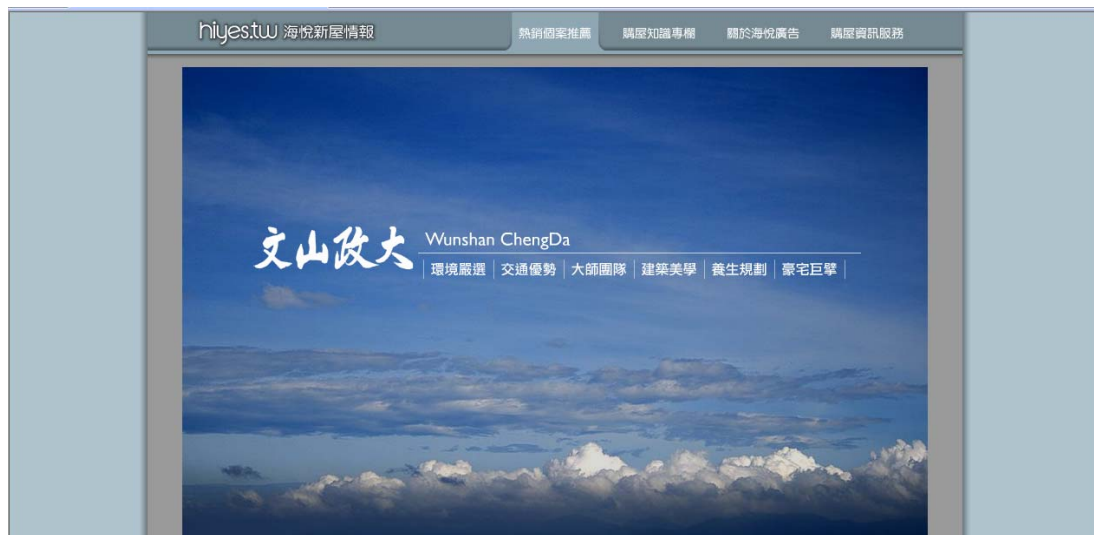 hiyes.tw 海悅新屋情報 熱銷個案推薦 購屋知識專欄 關於海悅廣告 購屋資訊服務
文山政大 Wunshan ChengDa
環境嚴選 交通優勢 大師團隊 建築美學 養生規劃 豪宅巨擘